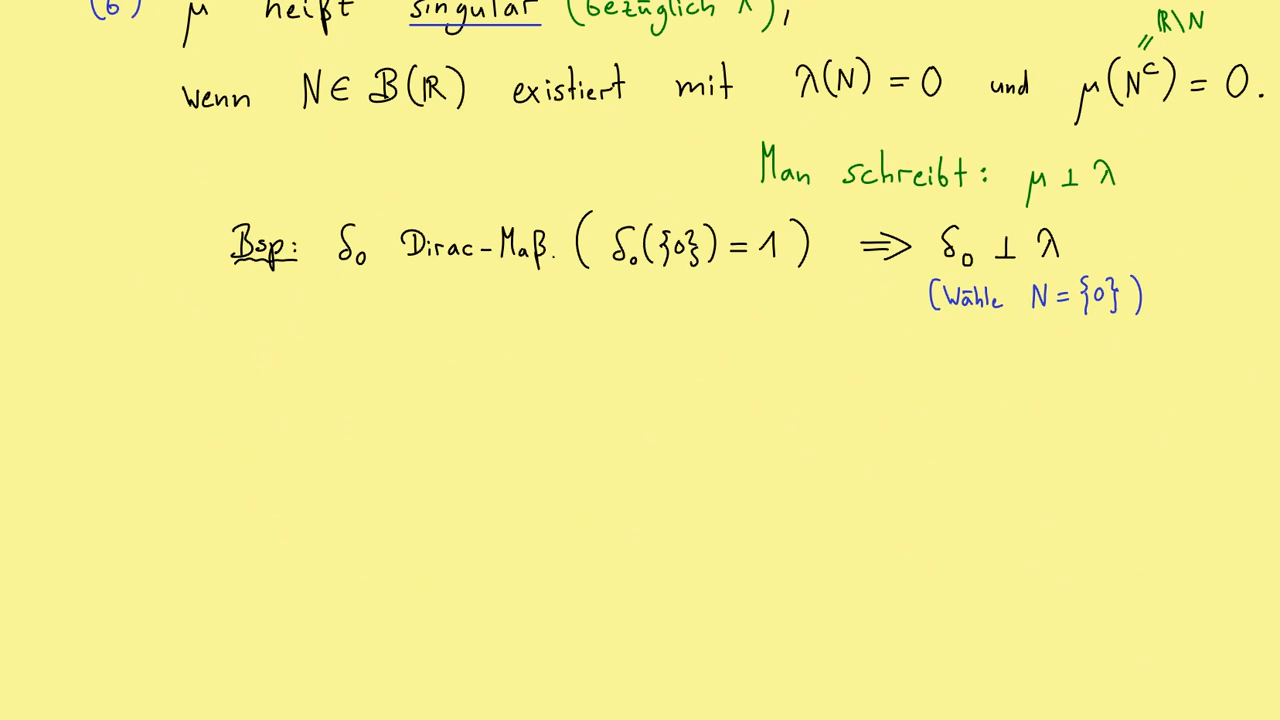 (b) μ heißt singulär (bezüglich λ),
= ℝ\N
wenn N ∈ B(ℝ) existiert mit λ(N) = 0 und μ(Nᶜ) = 0.
Man schreibt: μ ⊥ λ
Bsp: δ₀ Dirac-Maß. ( δ₀({0}) = 1 ) ⟹ δ₀ ⊥ λ
(Wähle N = {0})